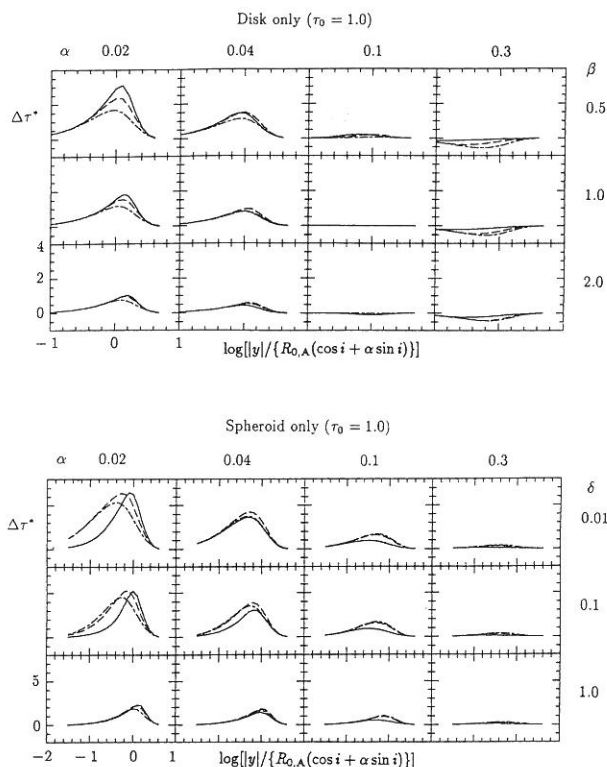 Disk only (τ₀ = 1.0)
α 0.02 0.04 0.1 0.3 β
Δτ* 0.5
1.0
4
2 2.0
0
−1 0 1 log[|y|/{R₀,A(cos i + α sin i)}]
Spheroid only (τ₀ = 1.0)
α 0.02 0.04 0.1 0.3 δ
Δτ* 0.01
0.1
5 1.0
0
−2 −1 0 1 log[|y|/{R₀,A(cos i + α sin i)}]